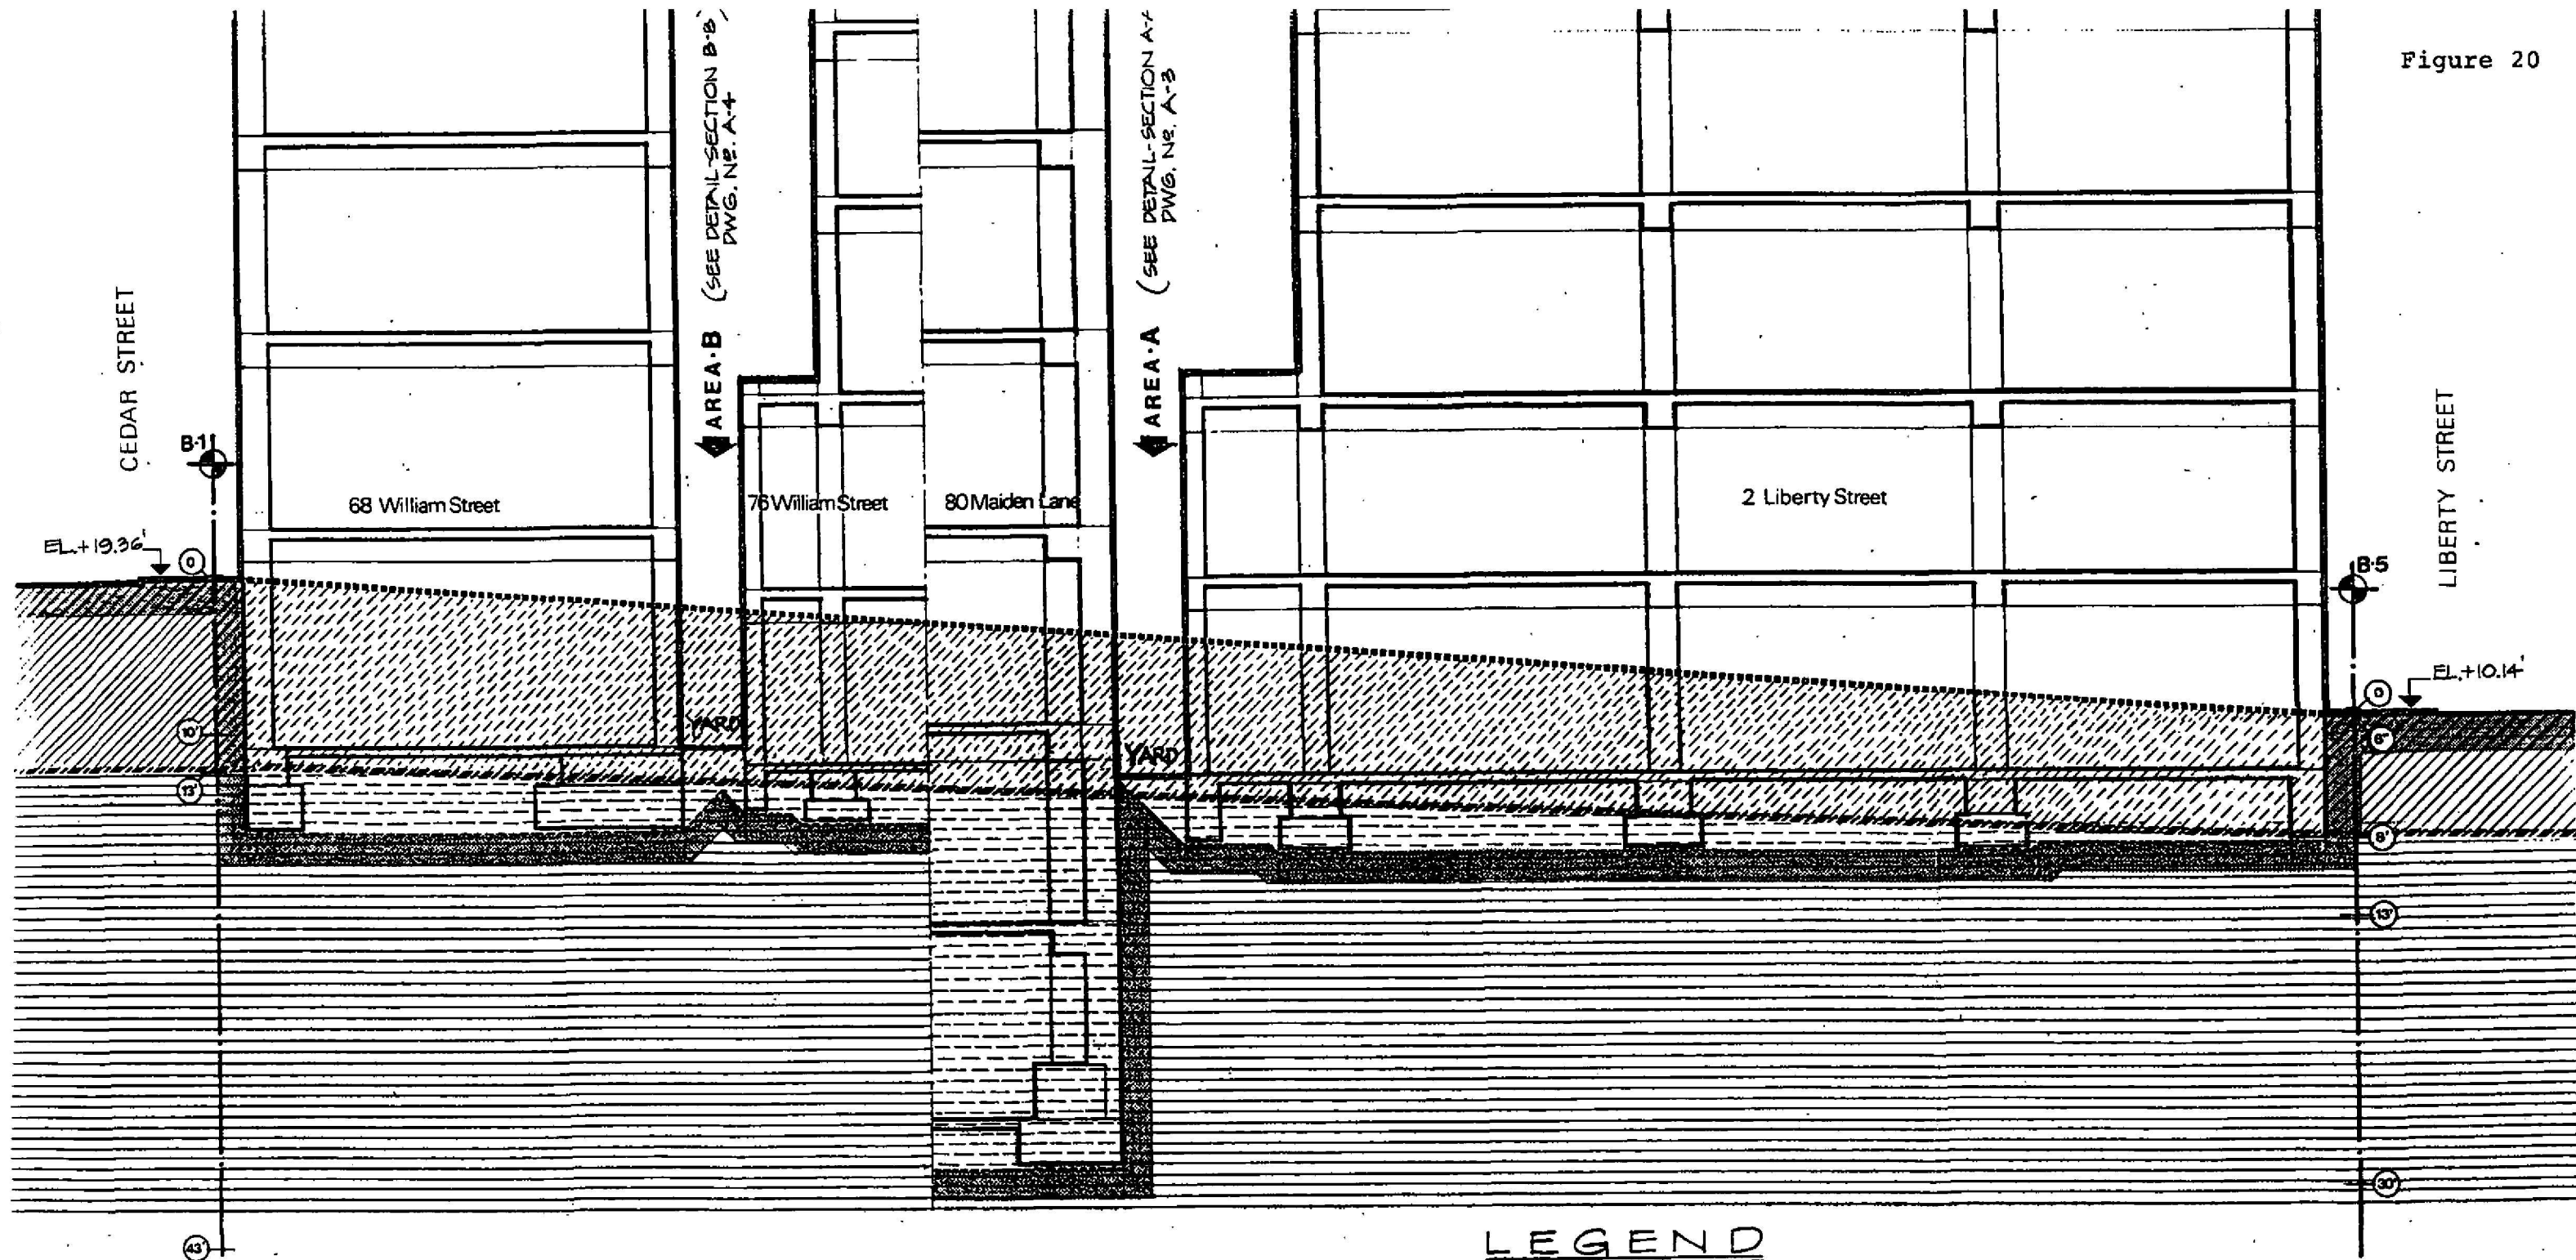 Figure 20
(SEE DETAIL-SECTION B-B)
DWG. Nº. A-4
AREA·B
(SEE DETAIL-SECTION A-A
DWG. Nº. A-3
AREA·A
CEDAR STREET
LIBERTY STREET
B·1
B·5
68 William Street
76 William Street
80 Maiden Lane
2 Liberty Street
EL.+19.36'
EL.+10.14'
0
10'
13'
43'
0
6"
8'
13'
30'
YARD
YARD
LEGEND